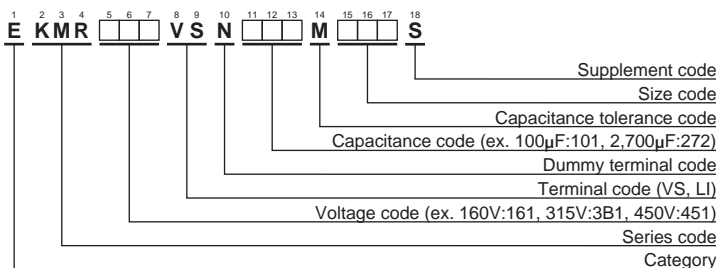 1 2 3 4 5 6 7 8 9 10 11 12 13 14 15 16 17 18
E KMR VS N M S
Supplement code
Size code
Capacitance tolerance code
Capacitance code (ex. 100μF:101, 2,700μF:272)
Dummy terminal code
Terminal code (VS, LI)
Voltage code (ex. 160V:161, 315V:3B1, 450V:451)
Series code
Category